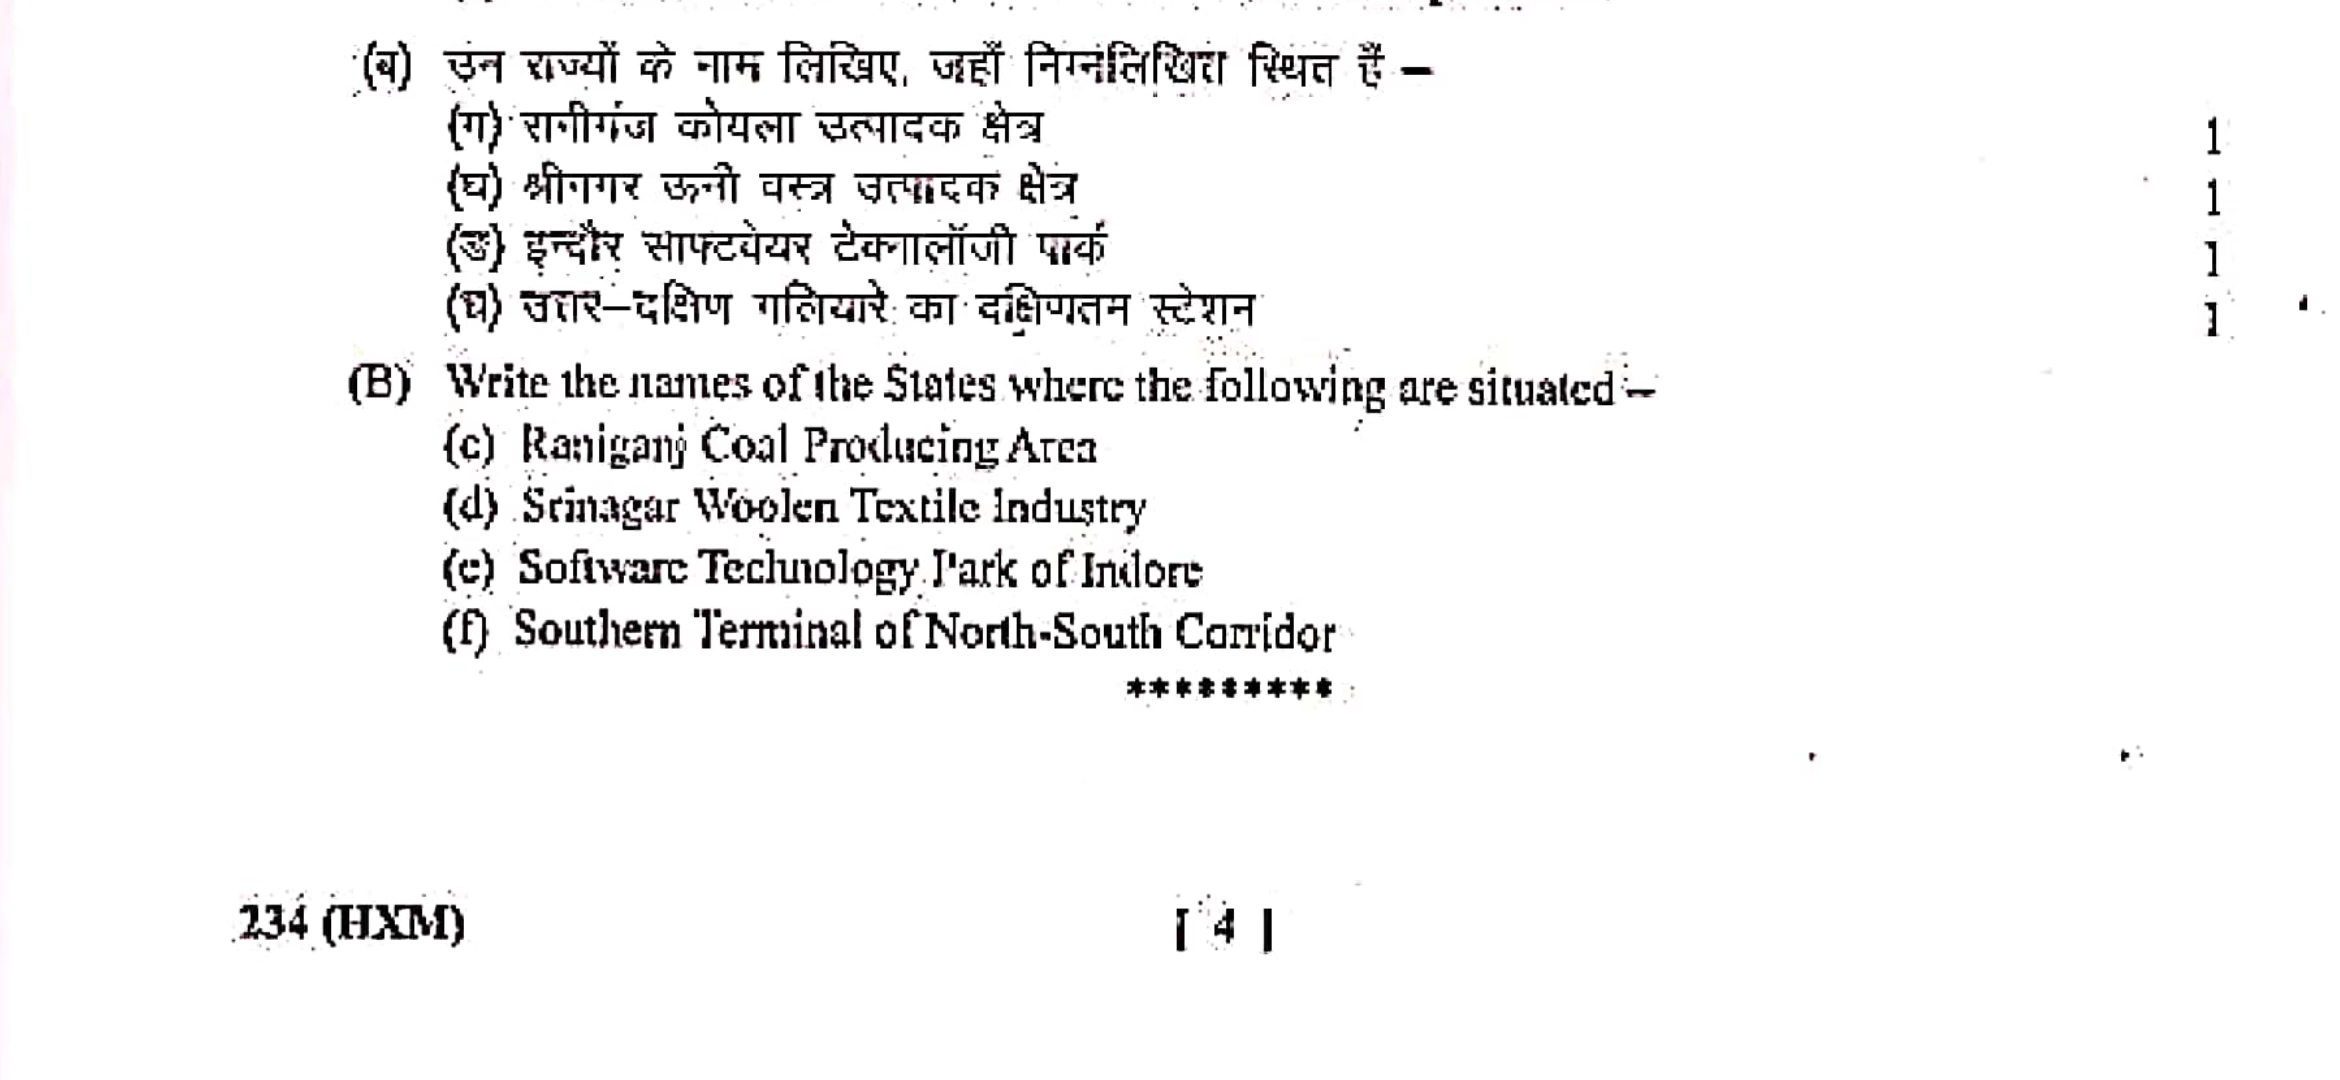 (ब) उन राज्यों के नाम लिखिए, जहाँ निम्नलिखित स्थित हैं –
(ग) रानीगंज कोयला उत्पादक क्षेत्र 1
(घ) श्रीनगर ऊनी वस्त्र उत्पादक क्षेत्र 1
(ङ) इन्दौर साफ्टवेयर टेक्नालॉजी पार्क 1
(घ) उत्तर–दक्षिण गलियारे का दक्षिणतम स्टेशन 1
(B) Write the names of the States where the following are situated –
(c) Raniganj Coal Producing Area
(d) Srinagar Woolen Textile Industry
(e) Software Technology Park of Indore
(f) Southern Terminal of North-South Corridor
*********
234 (HXM) [ 4 ]